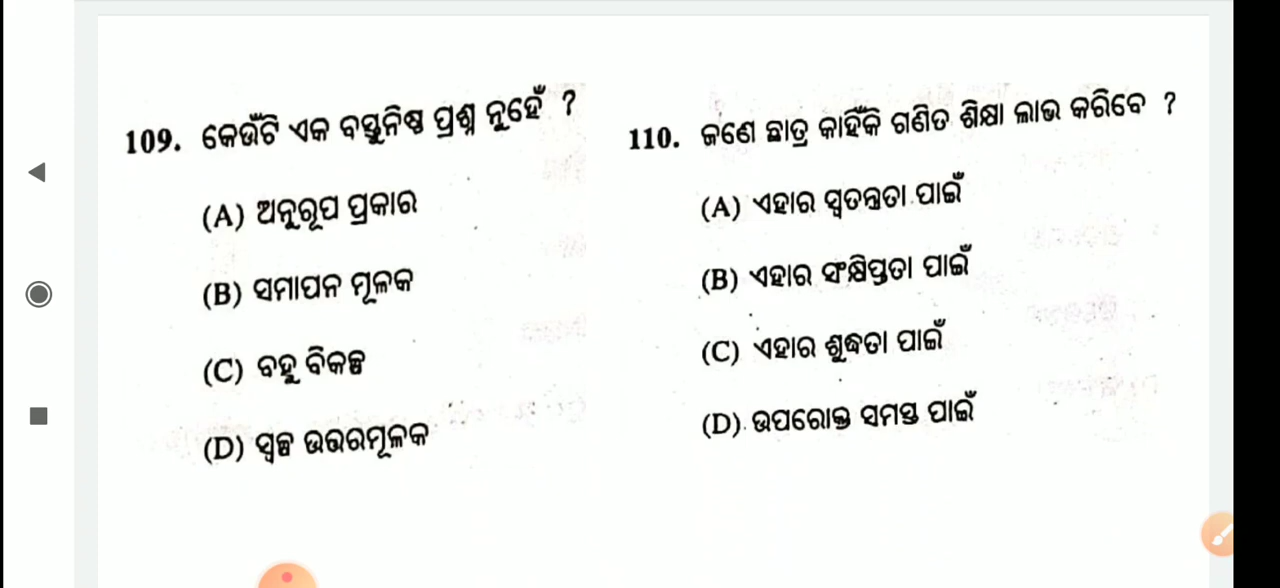 109. କେଉଁଟି ଏକ ବସ୍ତୁନିଷ୍ଠ ପ୍ରଶ୍ନ ନୁହେଁ ?
(A) ଅନୁରୂପ ପ୍ରକାର
(B) ସମାପନ ମୂଳକ
(C) ବହୁ ବିକଳ୍ପ
(D) ସ୍ୱଳ୍ପ ଉତ୍ତରମୂଳକ
110. ଜଣେ ଛାତ୍ର କାହିଁକି ଗଣିତ ଶିକ୍ଷା ଲାଭ କରିବେ ?
(A) ଏହାର ସ୍ୱତନ୍ତ୍ରତା ପାଇଁ
(B) ଏହାର ସଂକ୍ଷିପ୍ତତା ପାଇଁ
(C) ଏହାର ଶୁଦ୍ଧତା ପାଇଁ
(D) ଉପରୋକ୍ତ ସମସ୍ତ ପାଇଁ